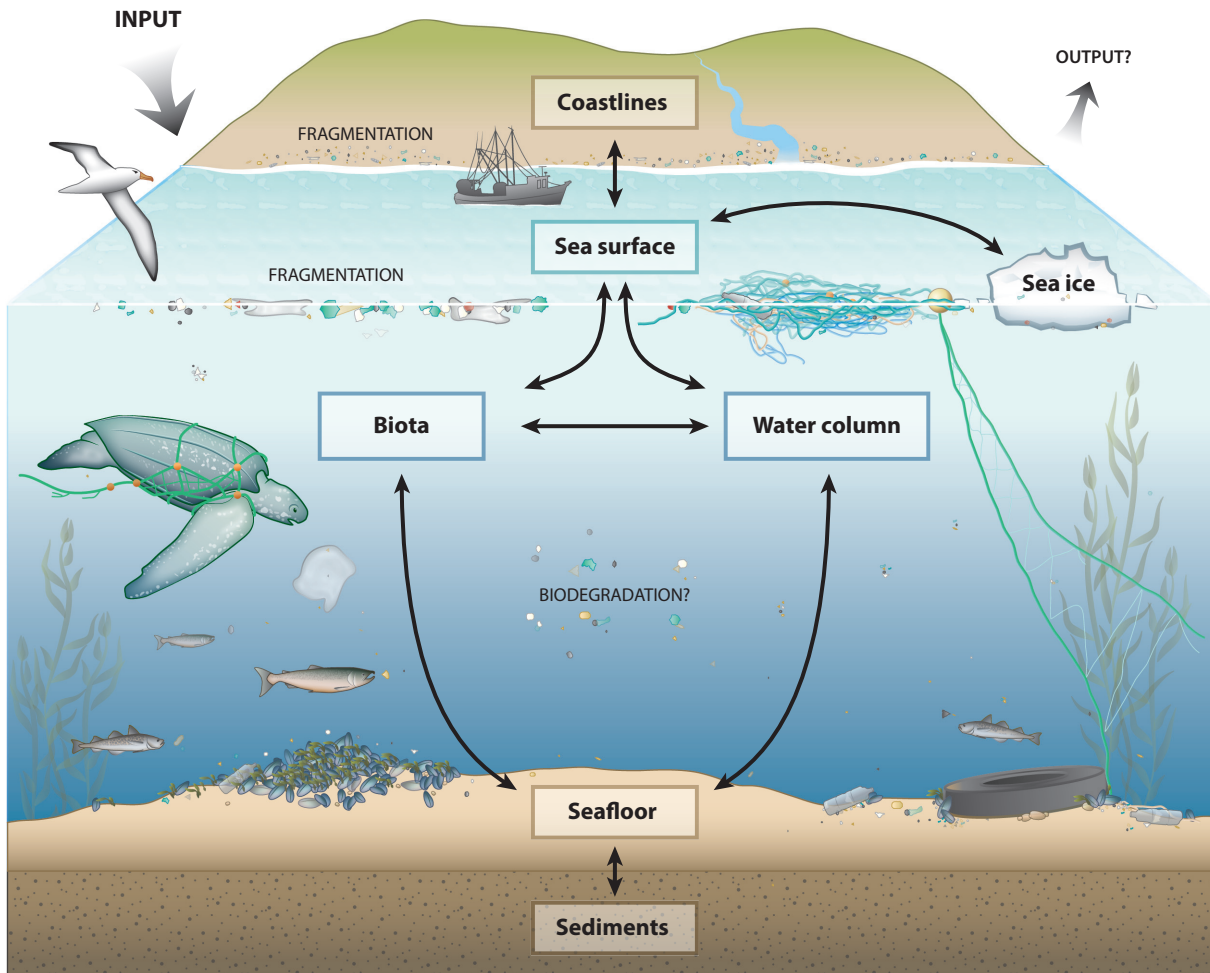 INPUT
OUTPUT?
Coastlines
FRAGMENTATION
Sea surface
FRAGMENTATION
Sea ice
Biota
Water column
BIODEGRADATION?
Seafloor
Sediments